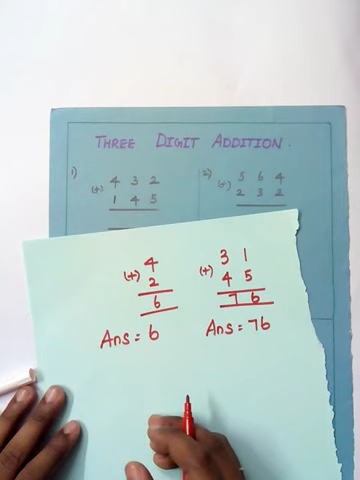 THREE DIGIT ADDITION.
1) 2)
4 3 2 5 6 4
(+) 1 4 5 (+) 2 3 2
4 3 1
(+) 2 (+) 4 5
6 7 6
Ans = 6 Ans = 76